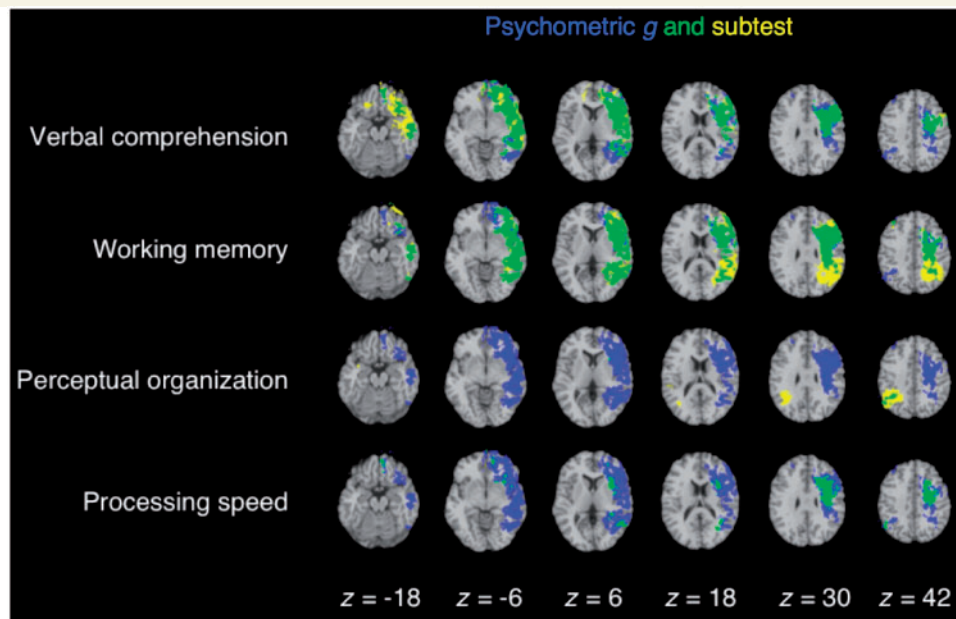 Psychometric g and subtest
Verbal comprehension
Working memory
Perceptual organization
Processing speed
z = -18 z = -6 z = 6 z = 18 z = 30 z = 42